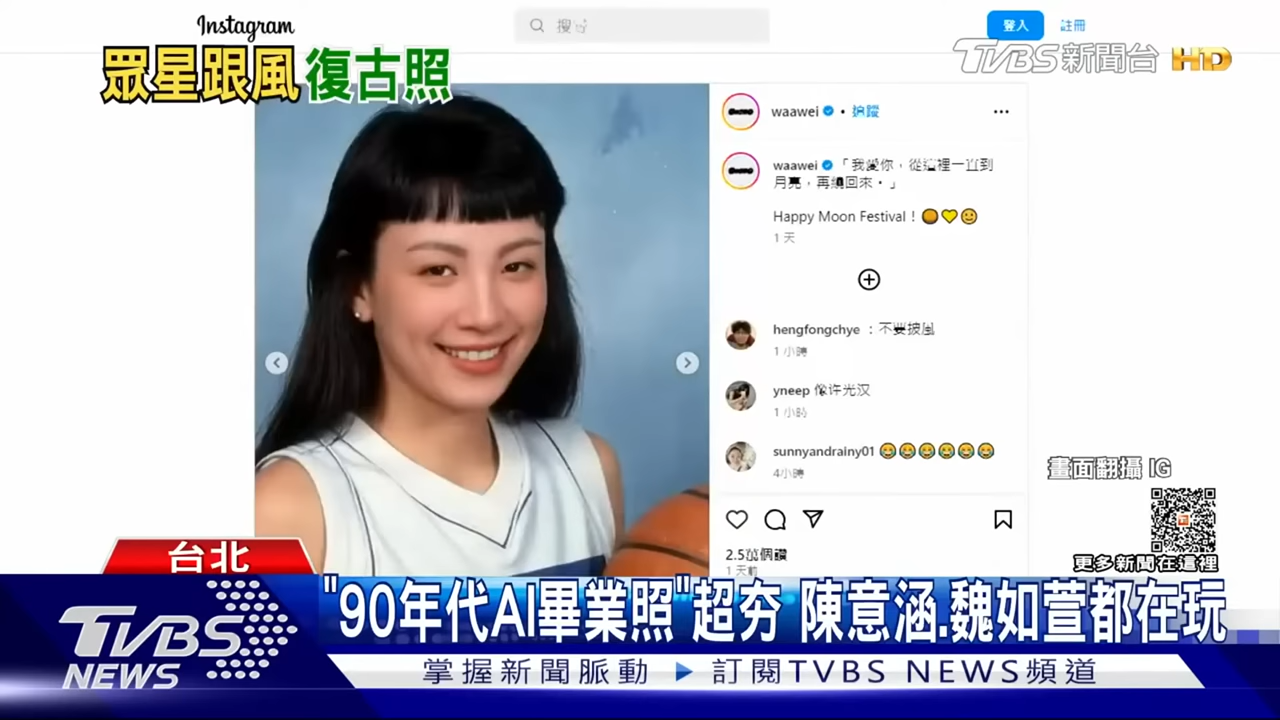 Instagram
搜尋
登入
註冊
TVBS新聞台 HD
眾星跟風 復古照
waawei • 追蹤
waawei 「我愛你，從這裡一直到
月亮，再繞回來。」
Happy Moon Festival！
1 天
hengfongchye ：不要披風
1 小時
yneep 像许光汉
1 小時
sunnyandrainy01
4小時
2.5萬個讚
1 天前
畫面翻攝 IG
更多新聞在這裡
台北
TVBS NEWS
"90年代AI畢業照"超夯 陳意涵.魏如萱都在玩
掌握新聞脈動 ▶ 訂閱TVBS NEWS頻道